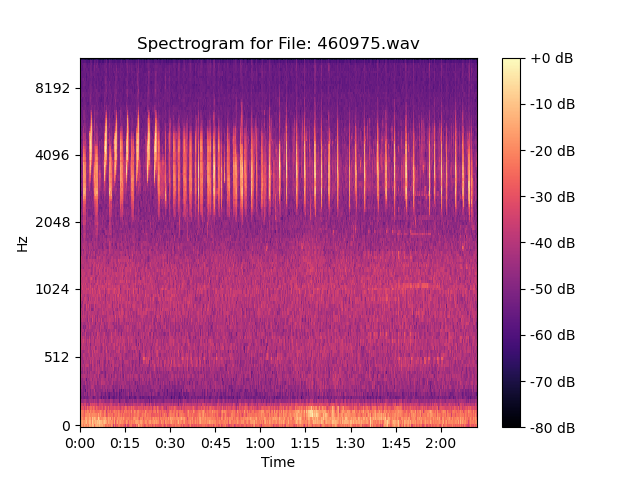 Spectrogram for File: 460975.wav
+0 dB
8192
-10 dB
4096
-20 dB
-30 dB
2048
Hz
-40 dB
1024
-50 dB
-60 dB
512
-70 dB
0
-80 dB
0:00 0:15 0:30 0:45 1:00 1:15 1:30 1:45 2:00
Time